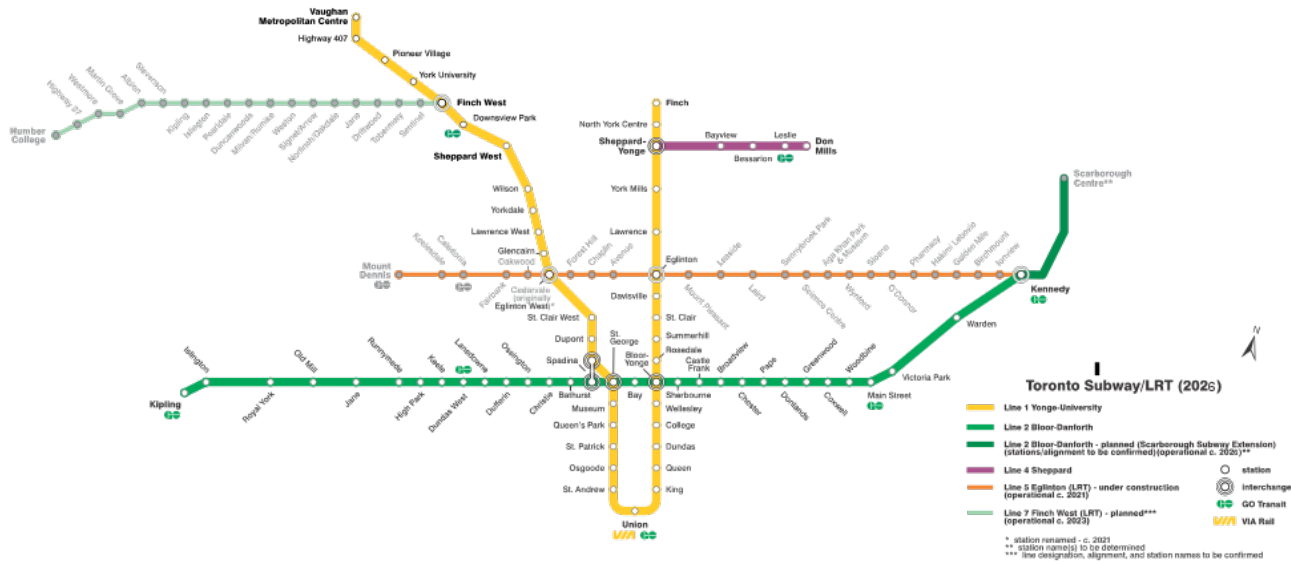 Vaughan
Metropolitan Centre
Highway 407
Pioneer Village
York University
Finch West
Downsview Park
Sheppard West
Wilson
Yorkdale
Lawrence West
Glencairn
Cedarvale
(originally
Eglinton West)*
St. Clair West
Dupont
Spadina
St.
George
Museum
Queen's Park
St. Patrick
Osgoode
St. Andrew
Union
VIA
GO
King
Queen
Dundas
College
Wellesley
Bloor-
Yonge
Rosedale
Summerhill
St. Clair
Davisville
Eglinton
Lawrence
York Mills
Sheppard-
Yonge
North York Centre
Finch
Bayview
Bessarion
Leslie
Don
Mills
Humber
College
Highway 27
Westmore
Martin Grove
Albion
Stevenson
Kipling
Islington
Pearldale
Duncanwoods
Milvan/Rumike
Weston
Signet/Arrow
Norfinch/Oakdale
Jane
Driftwood
Tobermory
Sentinel
Mount
Dennis
Keelesdale
Caledonia
Fairbank
Oakwood
Forest Hill
Chaplin
Avenue
Mount Pleasant
Leaside
Laird
Sunnybrook Park
Science Centre
Aga Khan Park
& Museum
Wynford
Sloane
O'Connor
Pharmacy
Hakimi Lebovic
Golden Mile
Birchmount
Ionview
Kennedy
Scarborough
Centre**
Kipling
Islington
Royal York
Old Mill
Jane
Runnymede
High Park
Keele
Dundas West
Lansdowne
Dufferin
Ossington
Christie
Bathurst
Bay
Sherbourne
Castle
Frank
Broadview
Chester
Pape
Donlands
Greenwood
Coxwell
Woodbine
Main Street
Victoria Park
Warden
N
Toronto Subway/LRT (2026)
Line 1 Yonge-University
Line 2 Bloor-Danforth
Line 2 Bloor-Danforth - planned (Scarborough Subway Extension)
(stations/alignment to be confirmed)(operational c. 2026)**
Line 4 Sheppard
Line 5 Eglinton (LRT) - under construction
(operational c. 2021)
Line 7 Finch West (LRT) - planned***
(operational c. 2023)
station
interchange
GO Transit
VIA Rail
* station renamed - c. 2021
** station name(s) to be determined
*** line designation, alignment, and station names to be confirmed